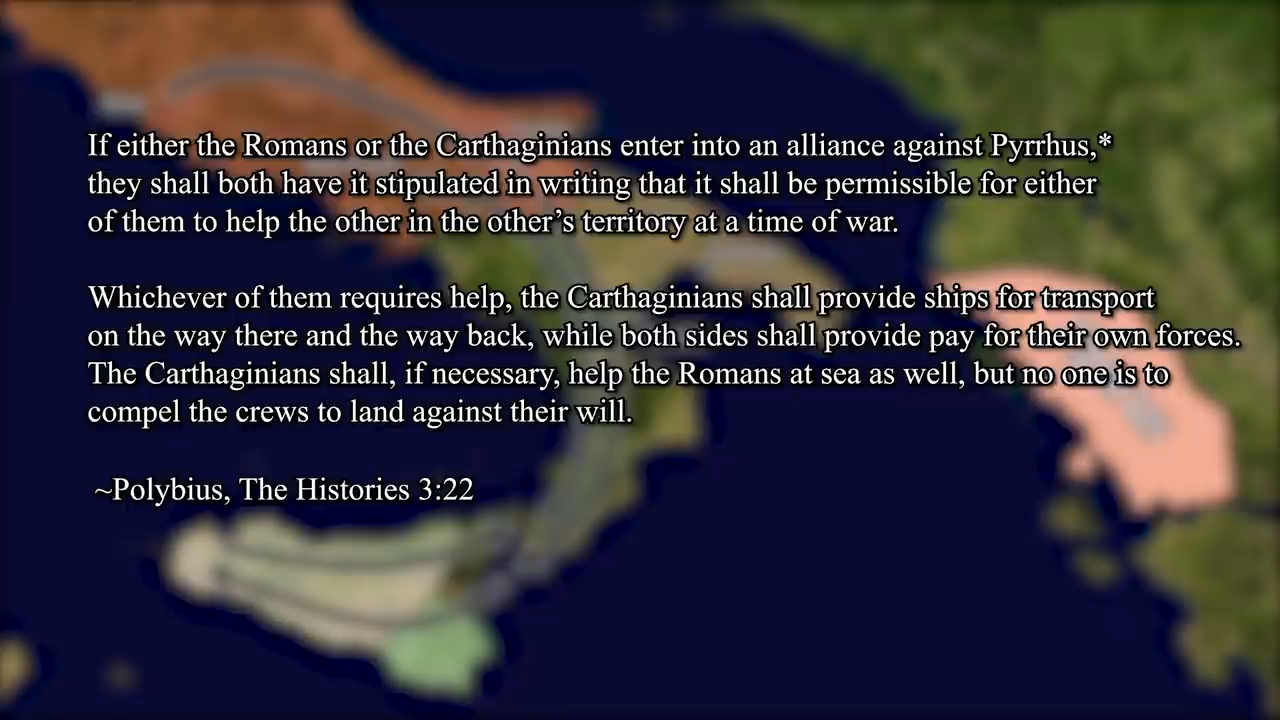 If either the Romans or the Carthaginians enter into an alliance against Pyrrhus,*
they shall both have it stipulated in writing that it shall be permissible for either
of them to help the other in the other’s territory at a time of war.
Whichever of them requires help, the Carthaginians shall provide ships for transport
on the way there and the way back, while both sides shall provide pay for their own forces.
The Carthaginians shall, if necessary, help the Romans at sea as well, but no one is to
compel the crews to land against their will.
~Polybius, The Histories 3:22